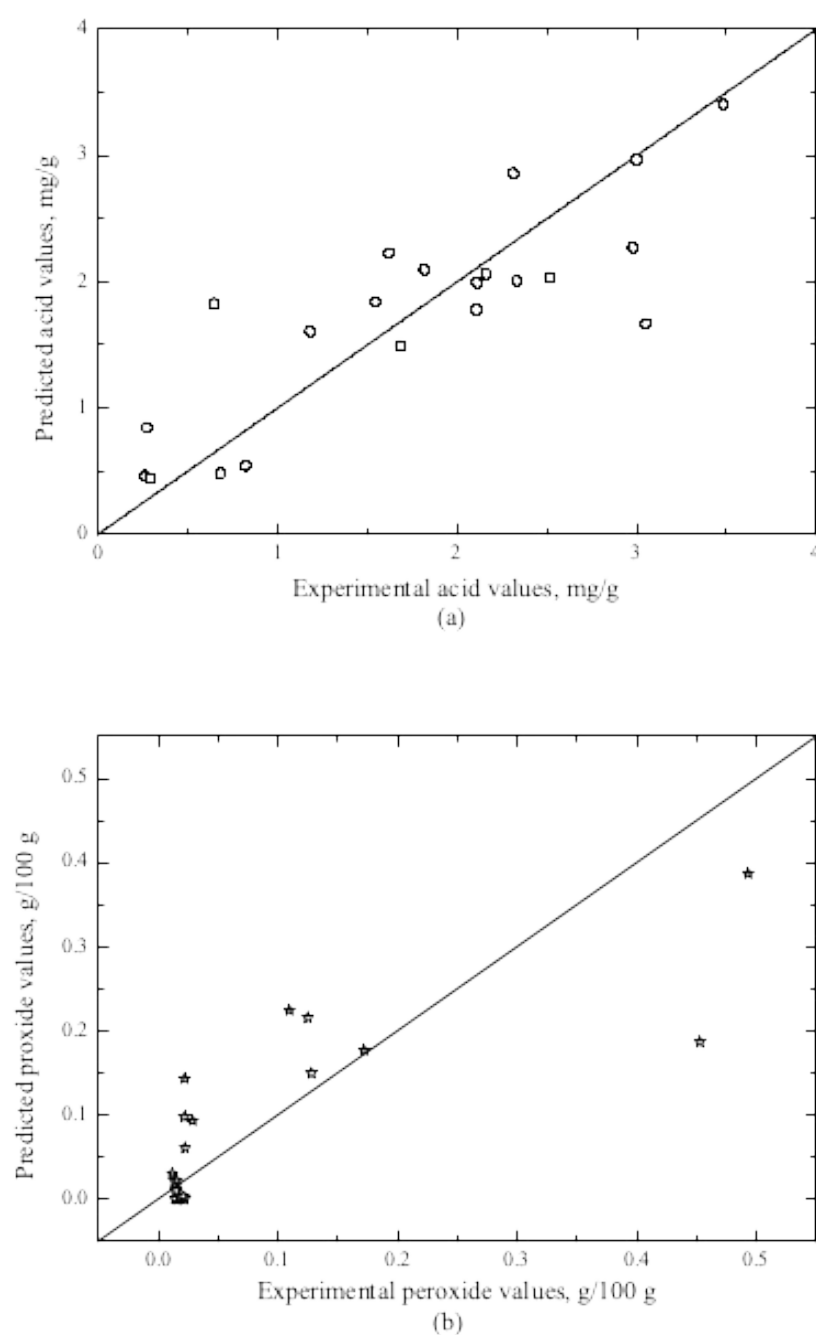 4
3
2
1
0
Predicted acid values, mg/g
0 1 2 3 4
Experimental acid values, mg/g
(a)
0.5
0.4
0.3
0.2
0.1
0.0
Predicted proxide values, g/100 g
0.0 0.1 0.2 0.3 0.4 0.5
Experimental peroxide values, g/100 g
(b)